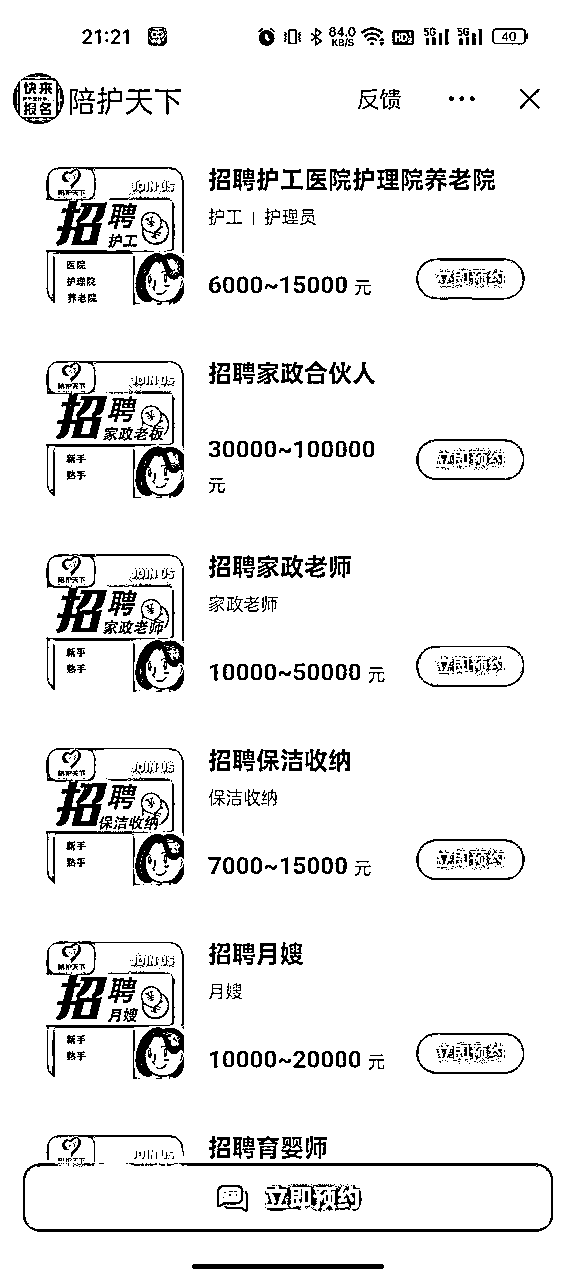 21:21
84.0
KB/S
HD2
5G
5G
40
快来
报名
陪护天下
反馈
陪护天下
JOIN US
招聘
护工
医院
护理院
养老院
招聘护工医院护理院养老院
护工 | 护理员
6000~15000 元
立即预约
陪护天下
JOIN US
招聘
家政老板
新手
熟手
招聘家政合伙人
30000~100000
元
立即预约
陪护天下
JOIN US
招聘
家政老师
新手
熟手
招聘家政老师
家政老师
10000~50000 元
立即预约
陪护天下
JOIN US
招聘
保洁收纳
新手
熟手
招聘保洁收纳
保洁收纳
7000~15000 元
立即预约
陪护天下
JOIN US
招聘
月嫂
新手
熟手
招聘月嫂
月嫂
10000~20000 元
立即预约
陪护天下
JOIN US
招聘育婴师
立即预约